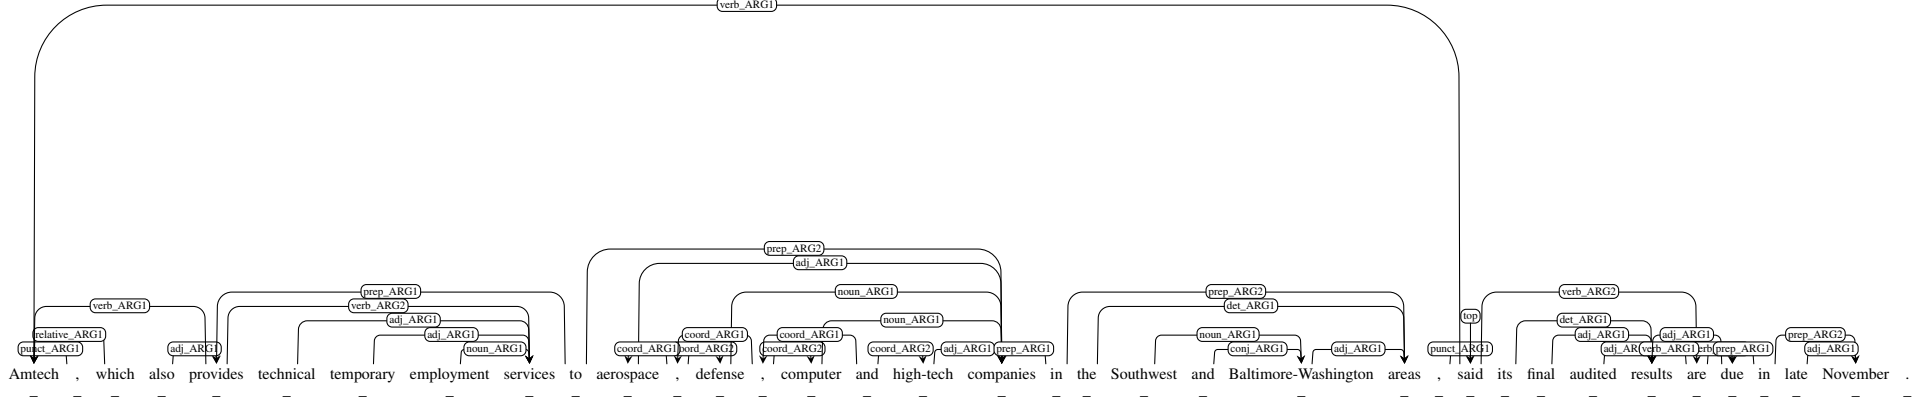 verb_ARG1
prep_ARG2
adj_ARG1
prep_ARG1 noun_ARG1 prep_ARG2 verb_ARG2
verb_ARG1 verb_ARG2 det_ARG1
adj_ARG1 noun_ARG1 top det_ARG1
relative_ARG1 adj_ARG1 coord_ARG1 coord_ARG1 noun_ARG1 adj_ARG1 adj_ARG1 prep_ARG2
punct_ARG1 adj_ARG1 noun_ARG1 coord_ARG1 coord_ARG2 coord_ARG2 adj_ARG1 prep_ARG1 conj_ARG1 adj_ARG1 punct_ARG1 verb_ARG1 prep_ARG1 adj_ARG1
Amtech , which also provides technical temporary employment services to aerospace , defense , computer and high-tech companies in the Southwest and Baltimore-Washington areas , said its final audited results are due in late November .